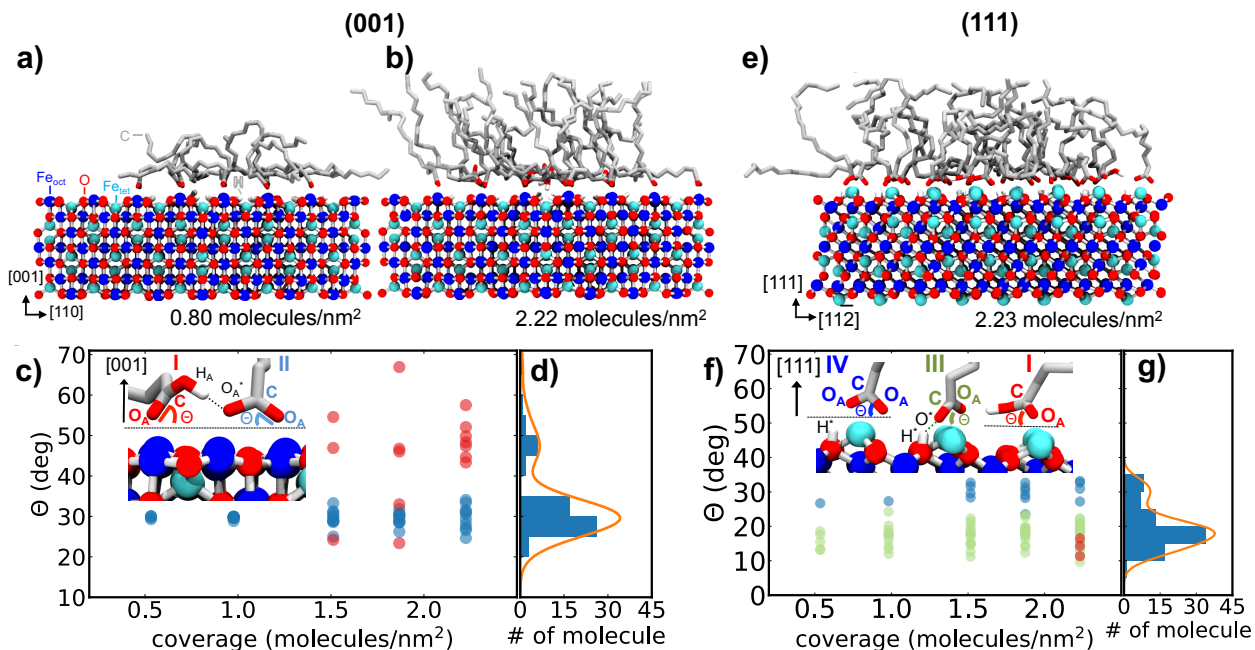 (001)
(111)
a)
b)
e)
C
H
Fe_oct
O
Fe_tet
[001]
[110]
0.80 molecules/nm²
2.22 molecules/nm²
[111]
[11̅2]
2.23 molecules/nm²
c)
[001]
I
H_A
O_A*
II
C
O_A
Θ
C
Θ
O_A
70
60
50
40
30
20
10
Θ (deg)
0.5
1.0
1.5
2.0
coverage (molecules/nm²)
d)
0
15
30
45
# of molecule
f)
[111]
IV
III
I
C
O_A
Θ
H*
O*
H*
C
O_A
Θ
C
O_A
Θ
70
60
50
40
30
20
10
0
Θ (deg)
0.5
1.0
1.5
2.0
coverage (molecules/nm²)
g)
0
15
30
45
# of molecule